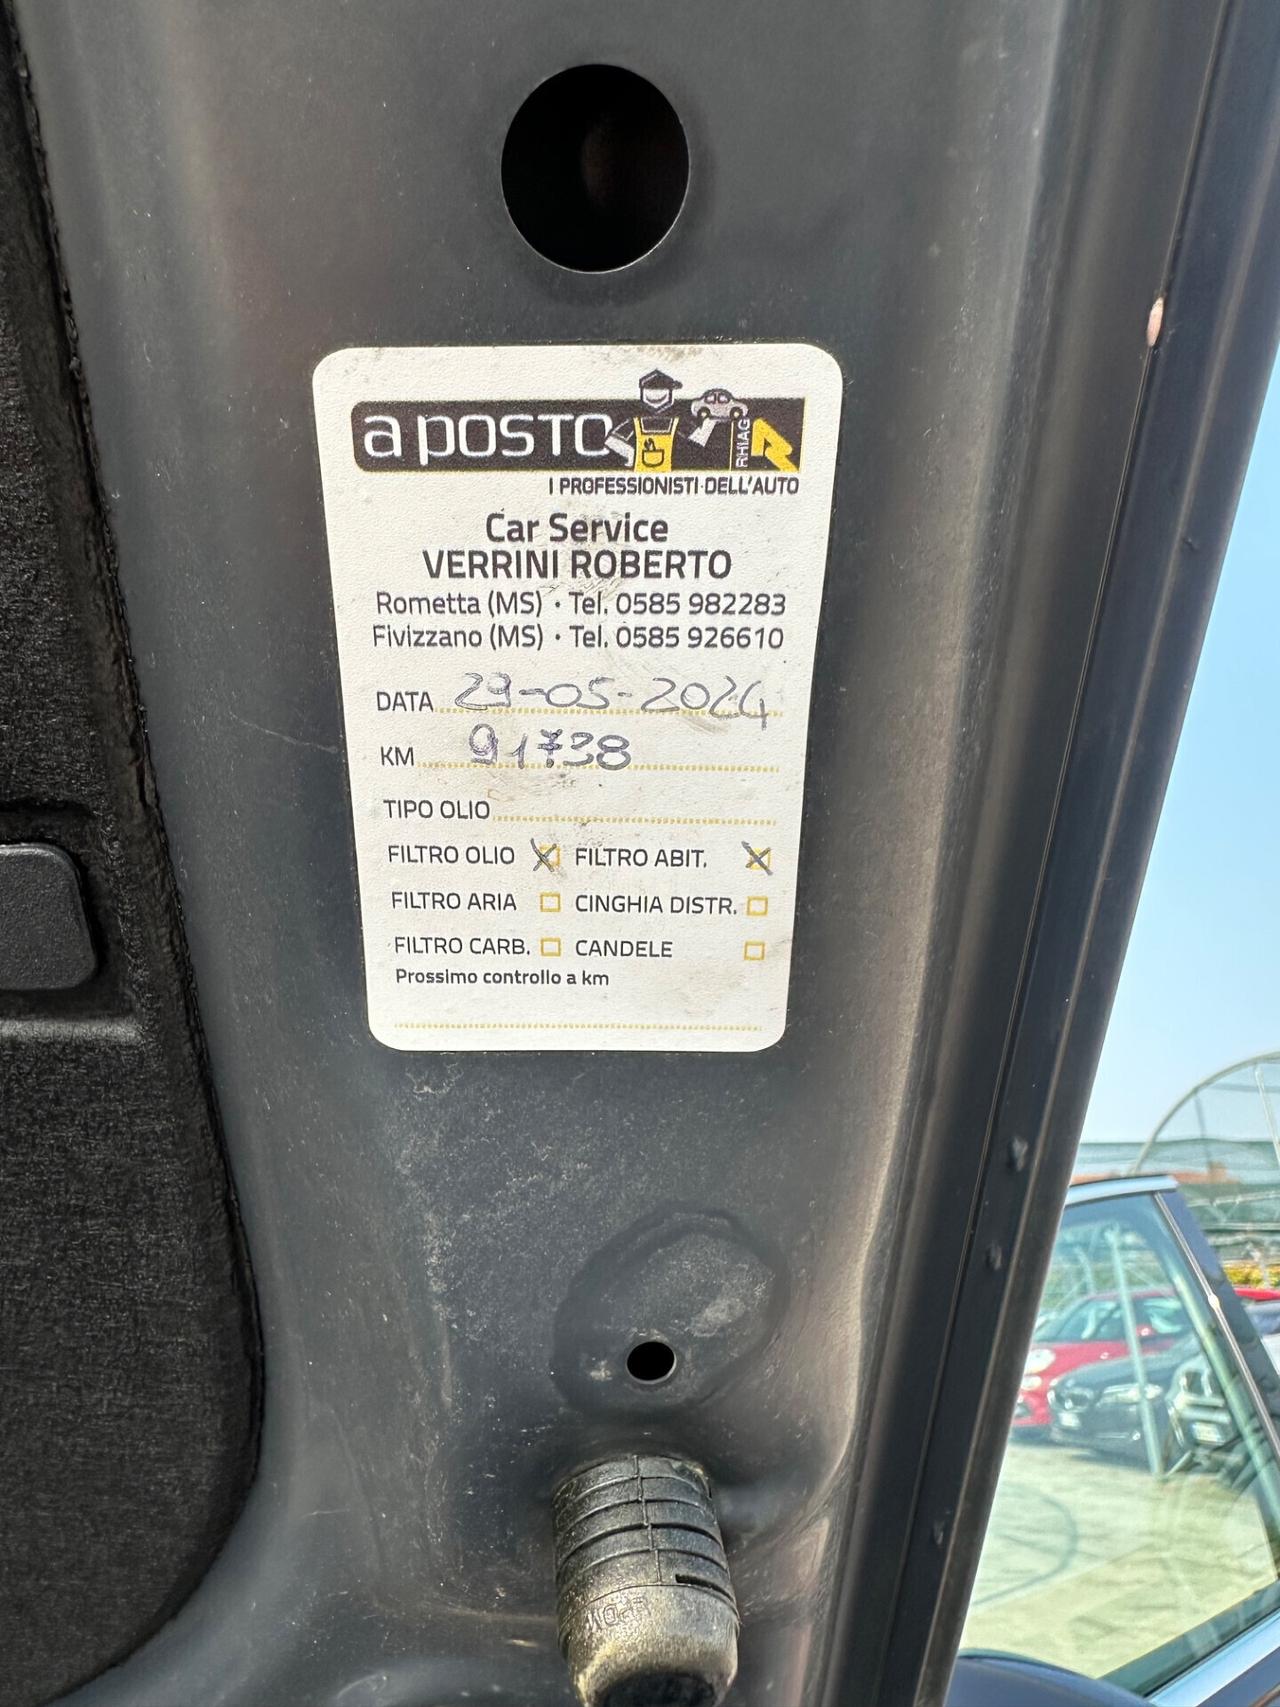 a posto
RHIAG
I PROFESSIONISTI DELL'AUTO
Car Service
VERRINI ROBERTO
Rometta (MS) • Tel. 0585 982283
Fivizzano (MS) • Tel. 0585 926610
DATA 29-05-2024
KM 91738
TIPO OLIO
FILTRO OLIO X FILTRO ABIT. X
FILTRO ARIA CINGHIA DISTR.
FILTRO CARB. CANDELE
Prossimo controllo a km